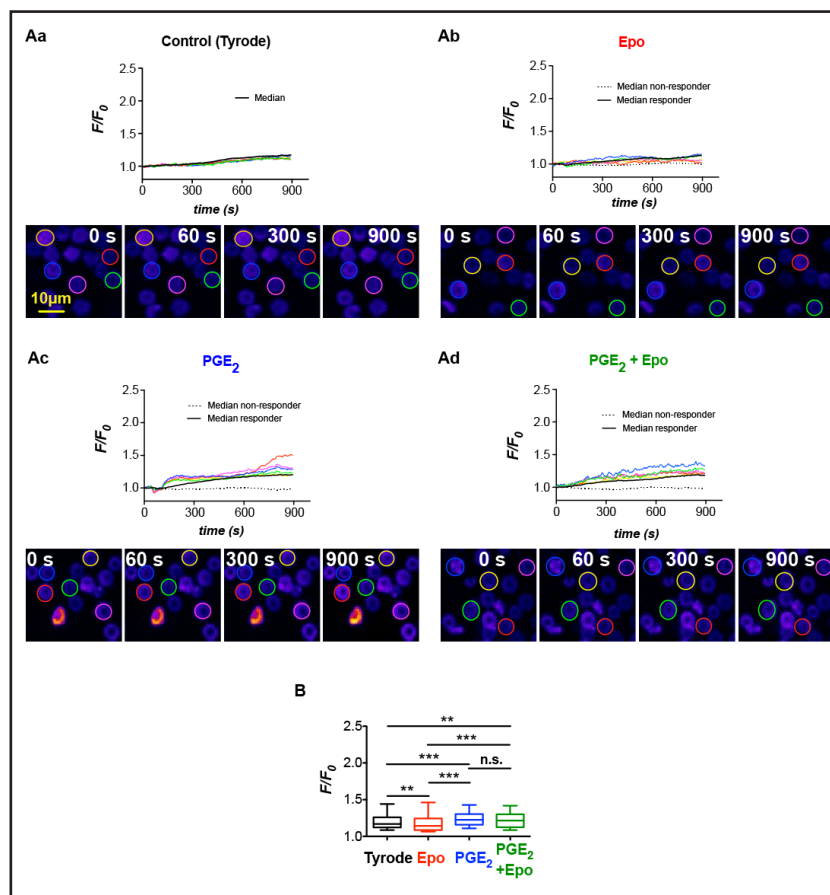 Aa
Control (Tyrode)
2.5
2.0
1.5
1.0
F/F0
Median
0 300 600 900
time (s)
0 s 60 s 300 s 900 s
10µm
Ab
Epo
2.5
2.0
1.5
1.0
F/F0
Median non-responder
Median responder
0 300 600 900
time (s)
0 s 60 s 300 s 900 s
Ac
PGE2
2.5
2.0
1.5
1.0
F/F0
Median non-responder
Median responder
0 300 600 900
time (s)
0 s 60 s 300 s 900 s
Ad
PGE2 + Epo
2.5
2.0
1.5
1.0
F/F0
Median non-responder
Median responder
0 300 600 900
time (s)
0 s 60 s 300 s 900 s
B
2.5
2.0
1.5
1.0
F/F0
**
***
*** n.s.
** ***
Tyrode Epo PGE2 PGE2
+Epo